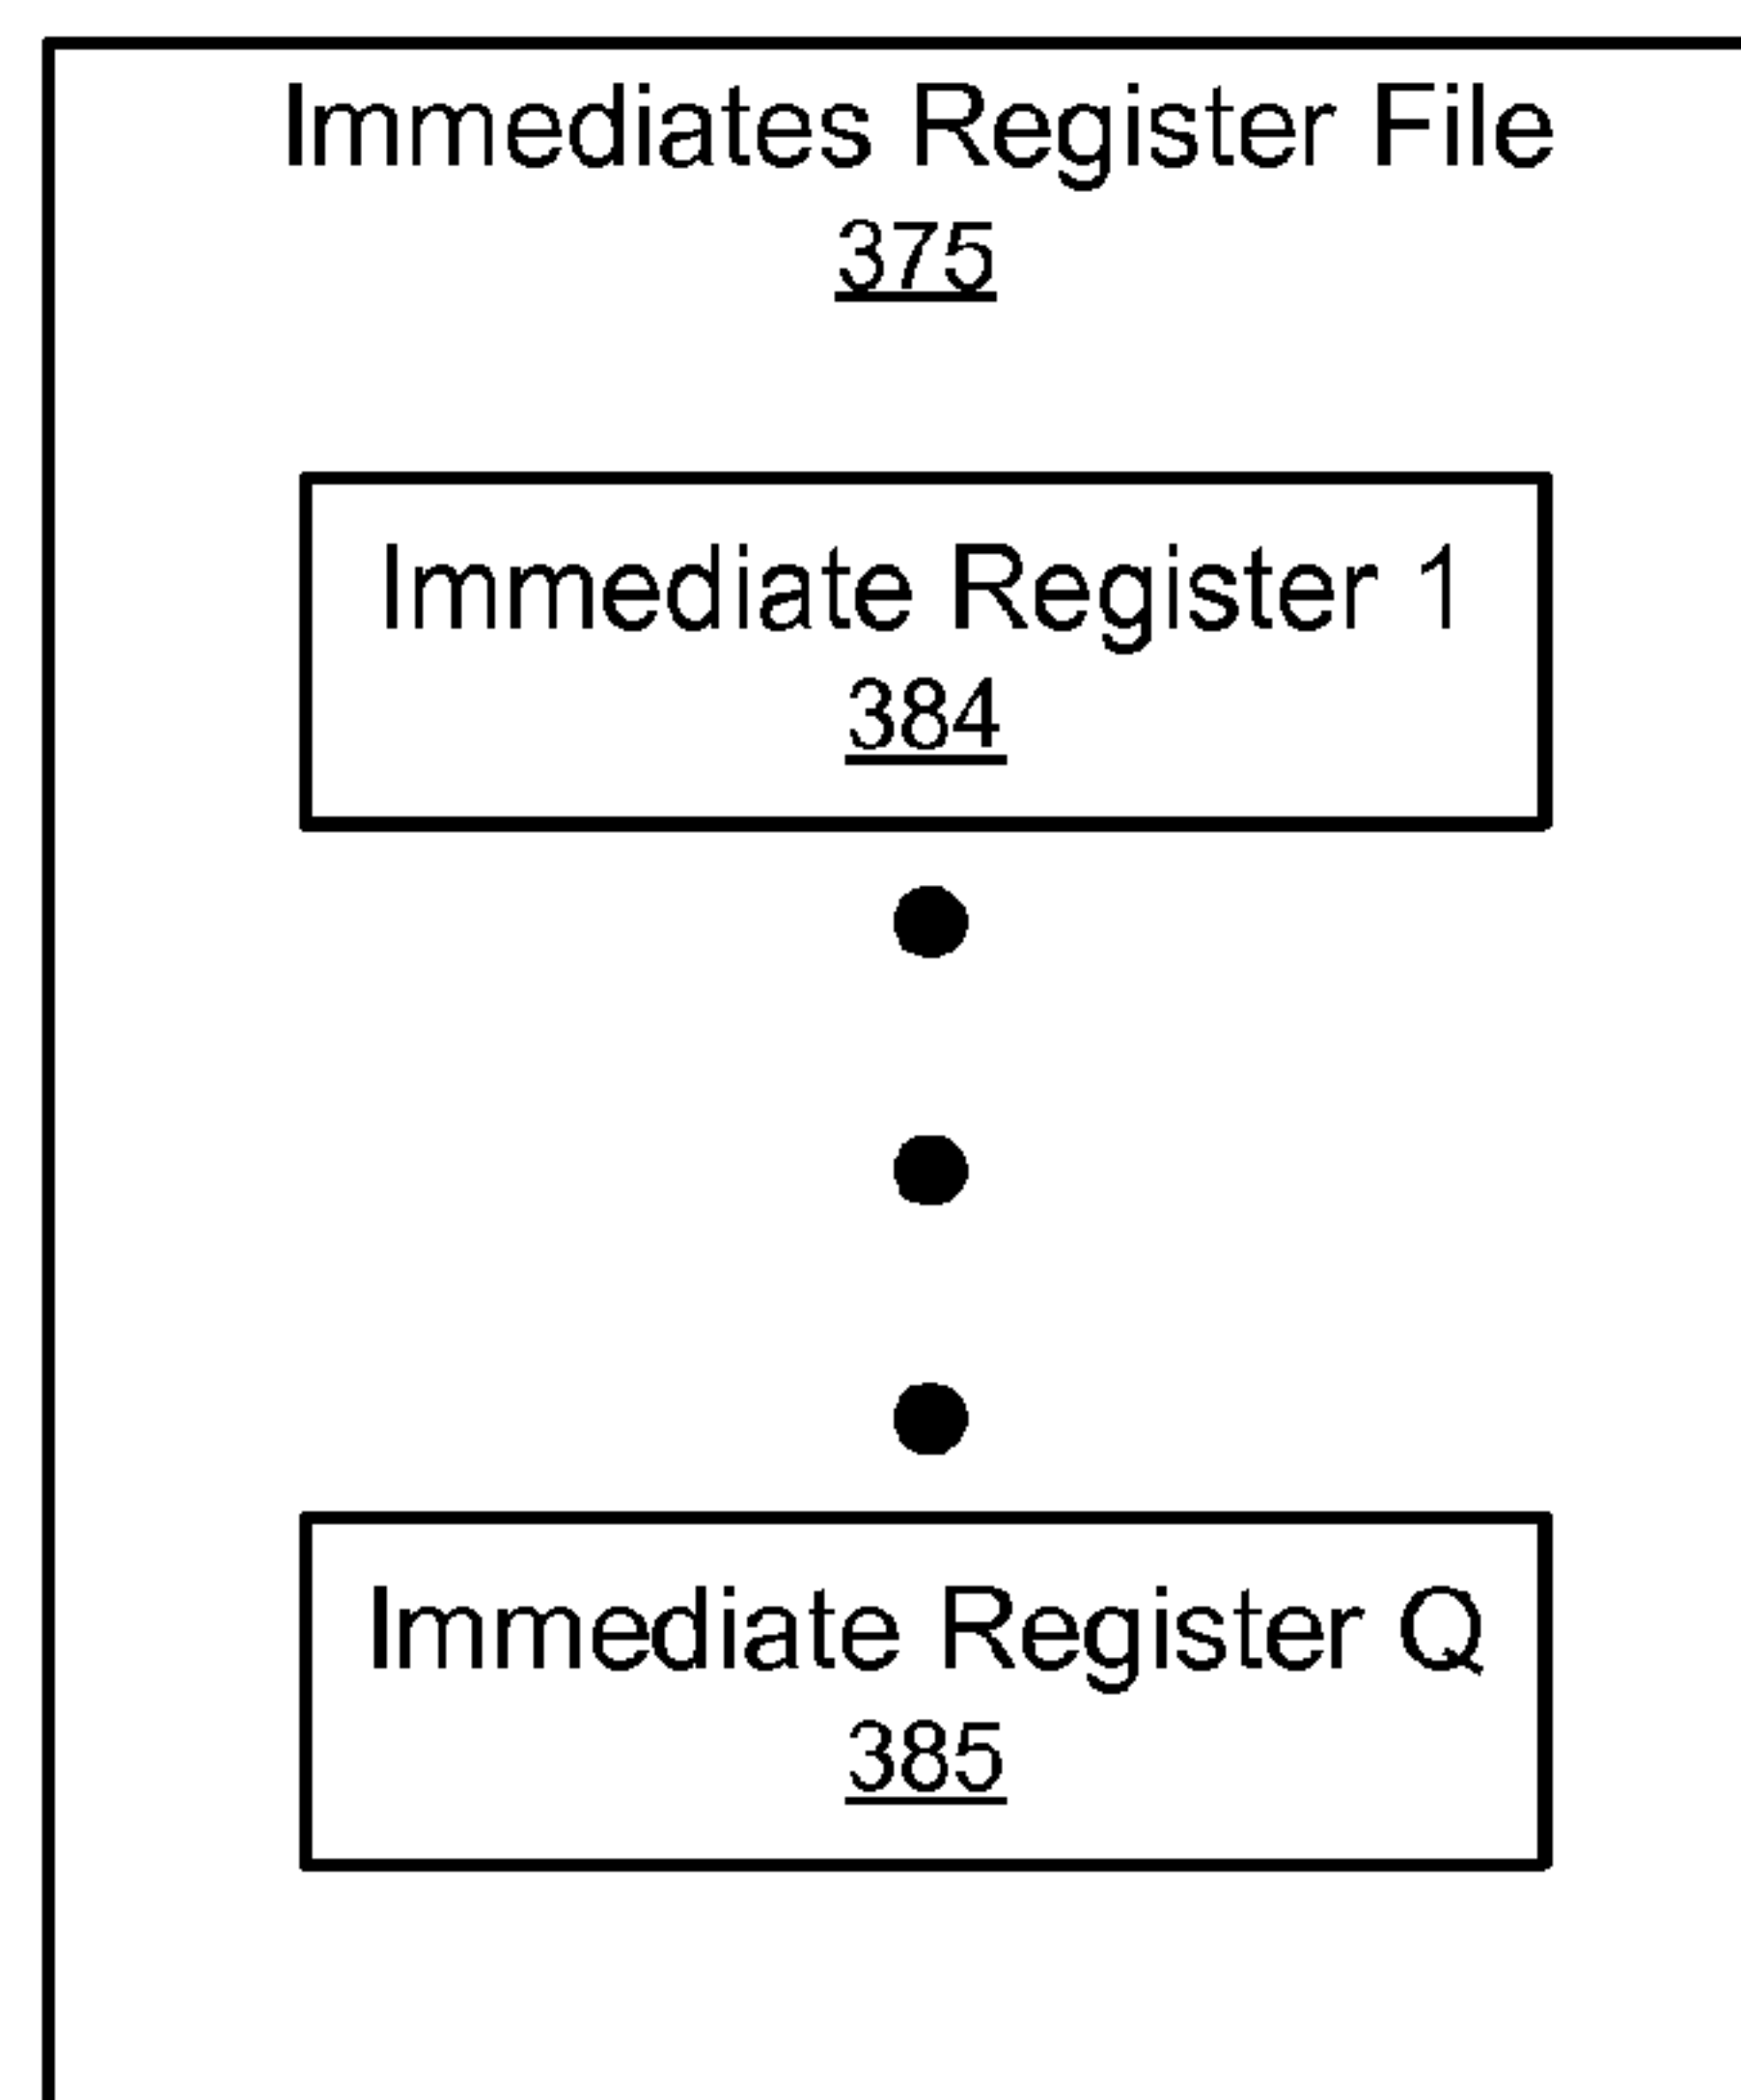 Immediates Register File
375
Immediate Register 1
384
Immediate Register Q
385